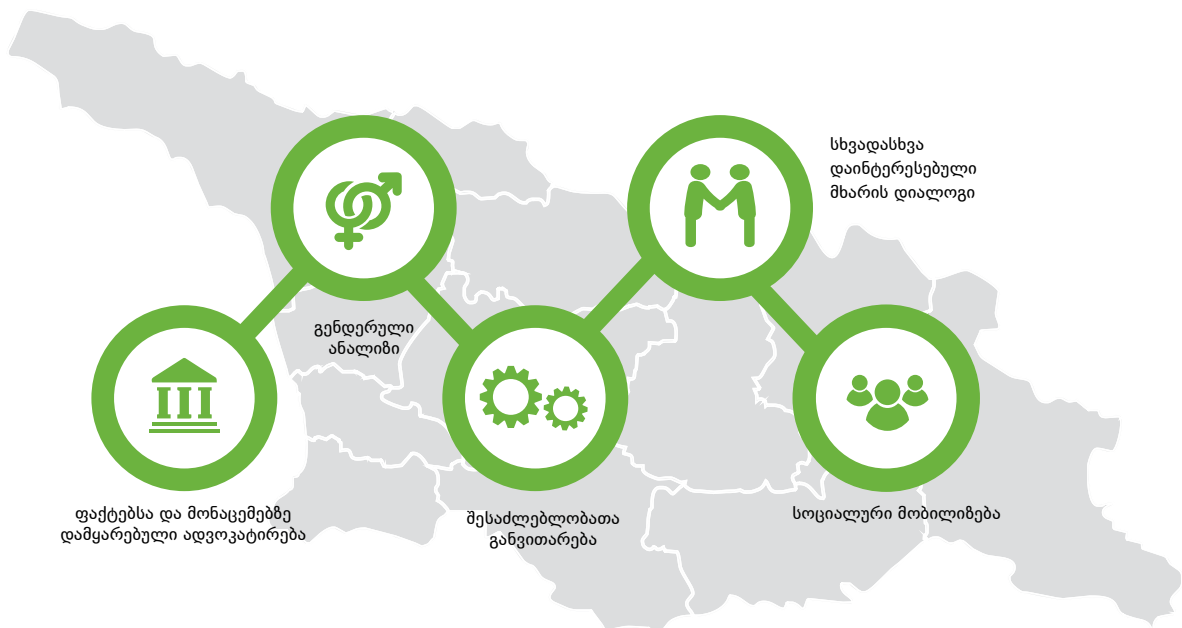 ფაქტებსა და მონაცემებზე
დამყარებული ადვოკატირება
გენდერული
ანალიზი
შესაძლებლობათა
განვითარება
სხვადასხვა
დაინტერესებული
მხარის დიალოგი
სოციალური მობილიზება